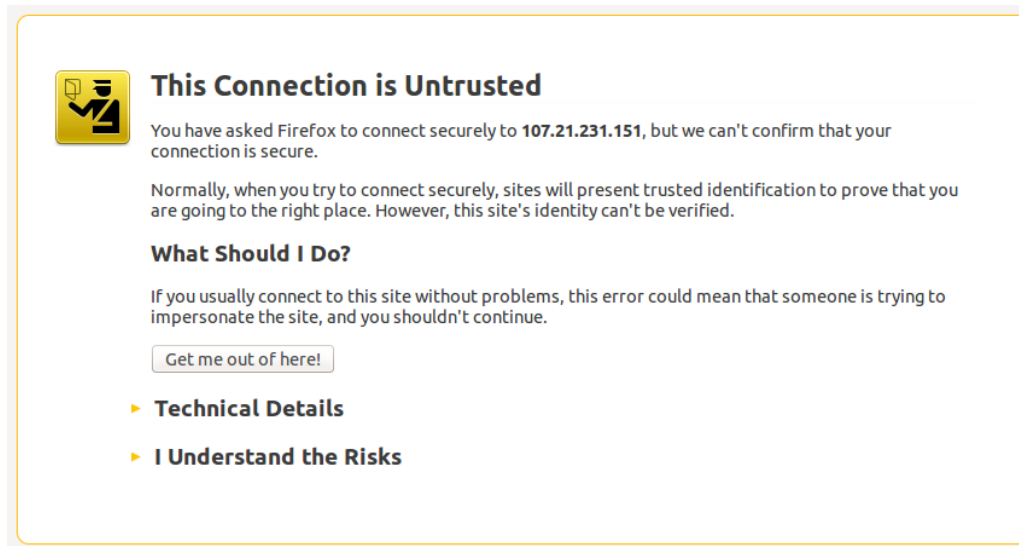 This Connection is Untrusted
You have asked Firefox to connect securely to 107.21.231.151, but we can't confirm that your
connection is secure.
Normally, when you try to connect securely, sites will present trusted identification to prove that you
are going to the right place. However, this site's identity can't be verified.
What Should I Do?
If you usually connect to this site without problems, this error could mean that someone is trying to
impersonate the site, and you shouldn't continue.
Get me out of here!
Technical Details
I Understand the Risks